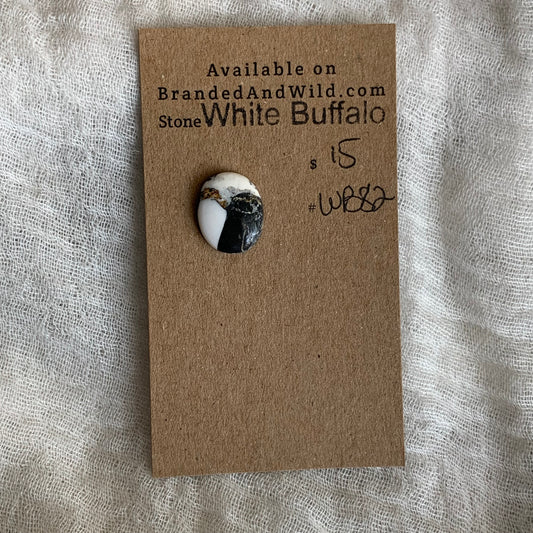 Available on
BrandedAndWild.com
Stone White Buffalo
$ 15
# WB82